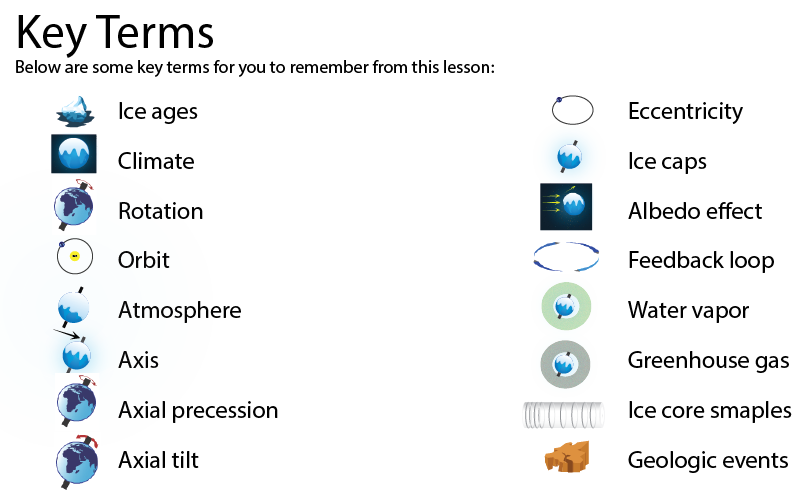 Key Terms
Below are some key terms for you to remember from this lesson:
Ice ages
Climate
Rotation
Orbit
Atmosphere
Axis
Axial precession
Axial tilt
Eccentricity
Ice caps
Albedo effect
Feedback loop
Water vapor
Greenhouse gas
Ice core smaples
Geologic events